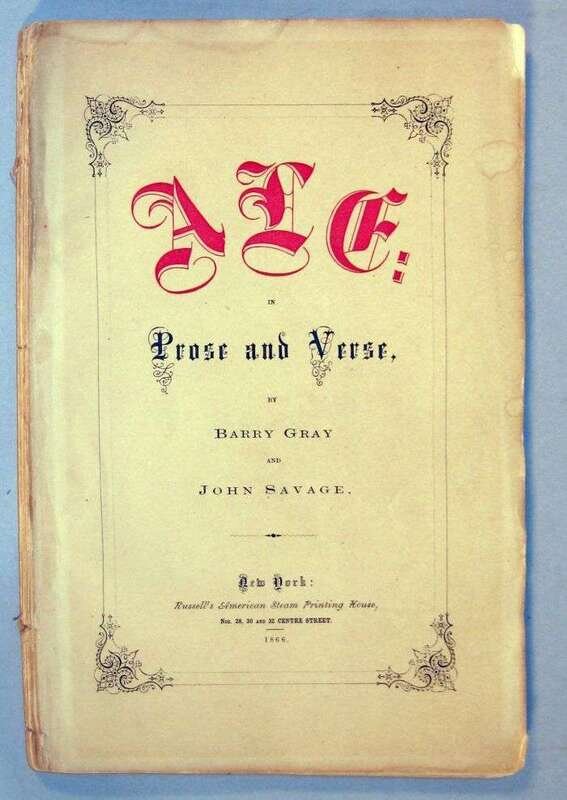 ALE:
IN
Prose and Verse,
BY
BARRY GRAY
AND
JOHN SAVAGE.
New York:
Russell's American Steam Printing House,
NOS. 28, 30 AND 32 CENTRE STREET.
1866.